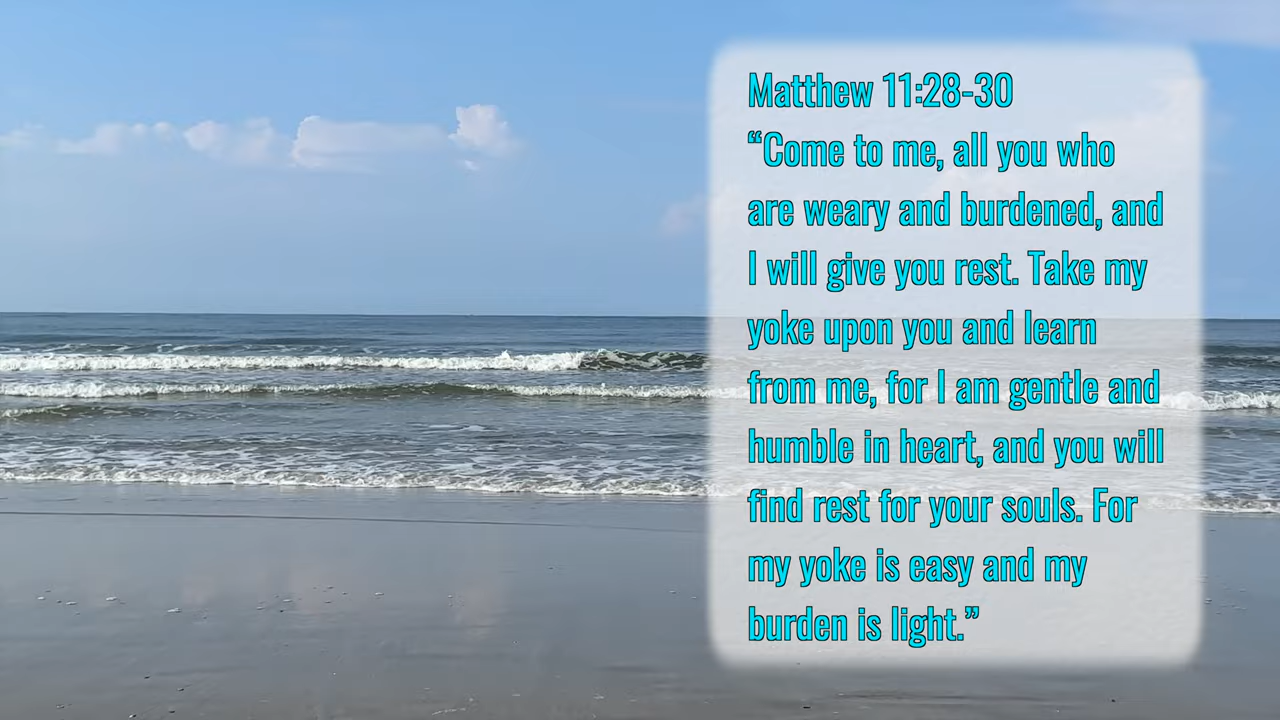 Matthew 11:28-30
“Come to me, all you who
are weary and burdened, and
I will give you rest. Take my
yoke upon you and learn
from me, for I am gentle and
humble in heart, and you will
find rest for your souls. For
my yoke is easy and my
burden is light.”